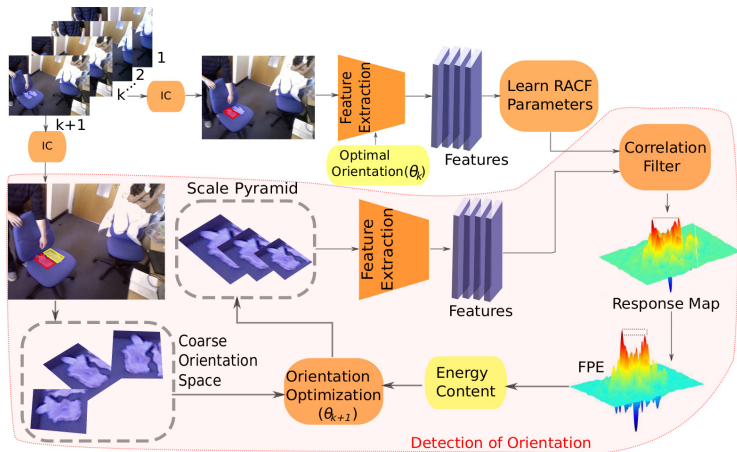 1
2
k
k+1
IC
IC
Feature
Extraction
Optimal
Orientation(θk)
Features
Learn RACF
Parameters
Correlation
Filter
Scale Pyramid
Feature
Extraction
Features
Response Map
FPE
Coarse
Orientation
Space
Orientation
Optimization
(θk+1)
Energy
Content
Detection of Orientation